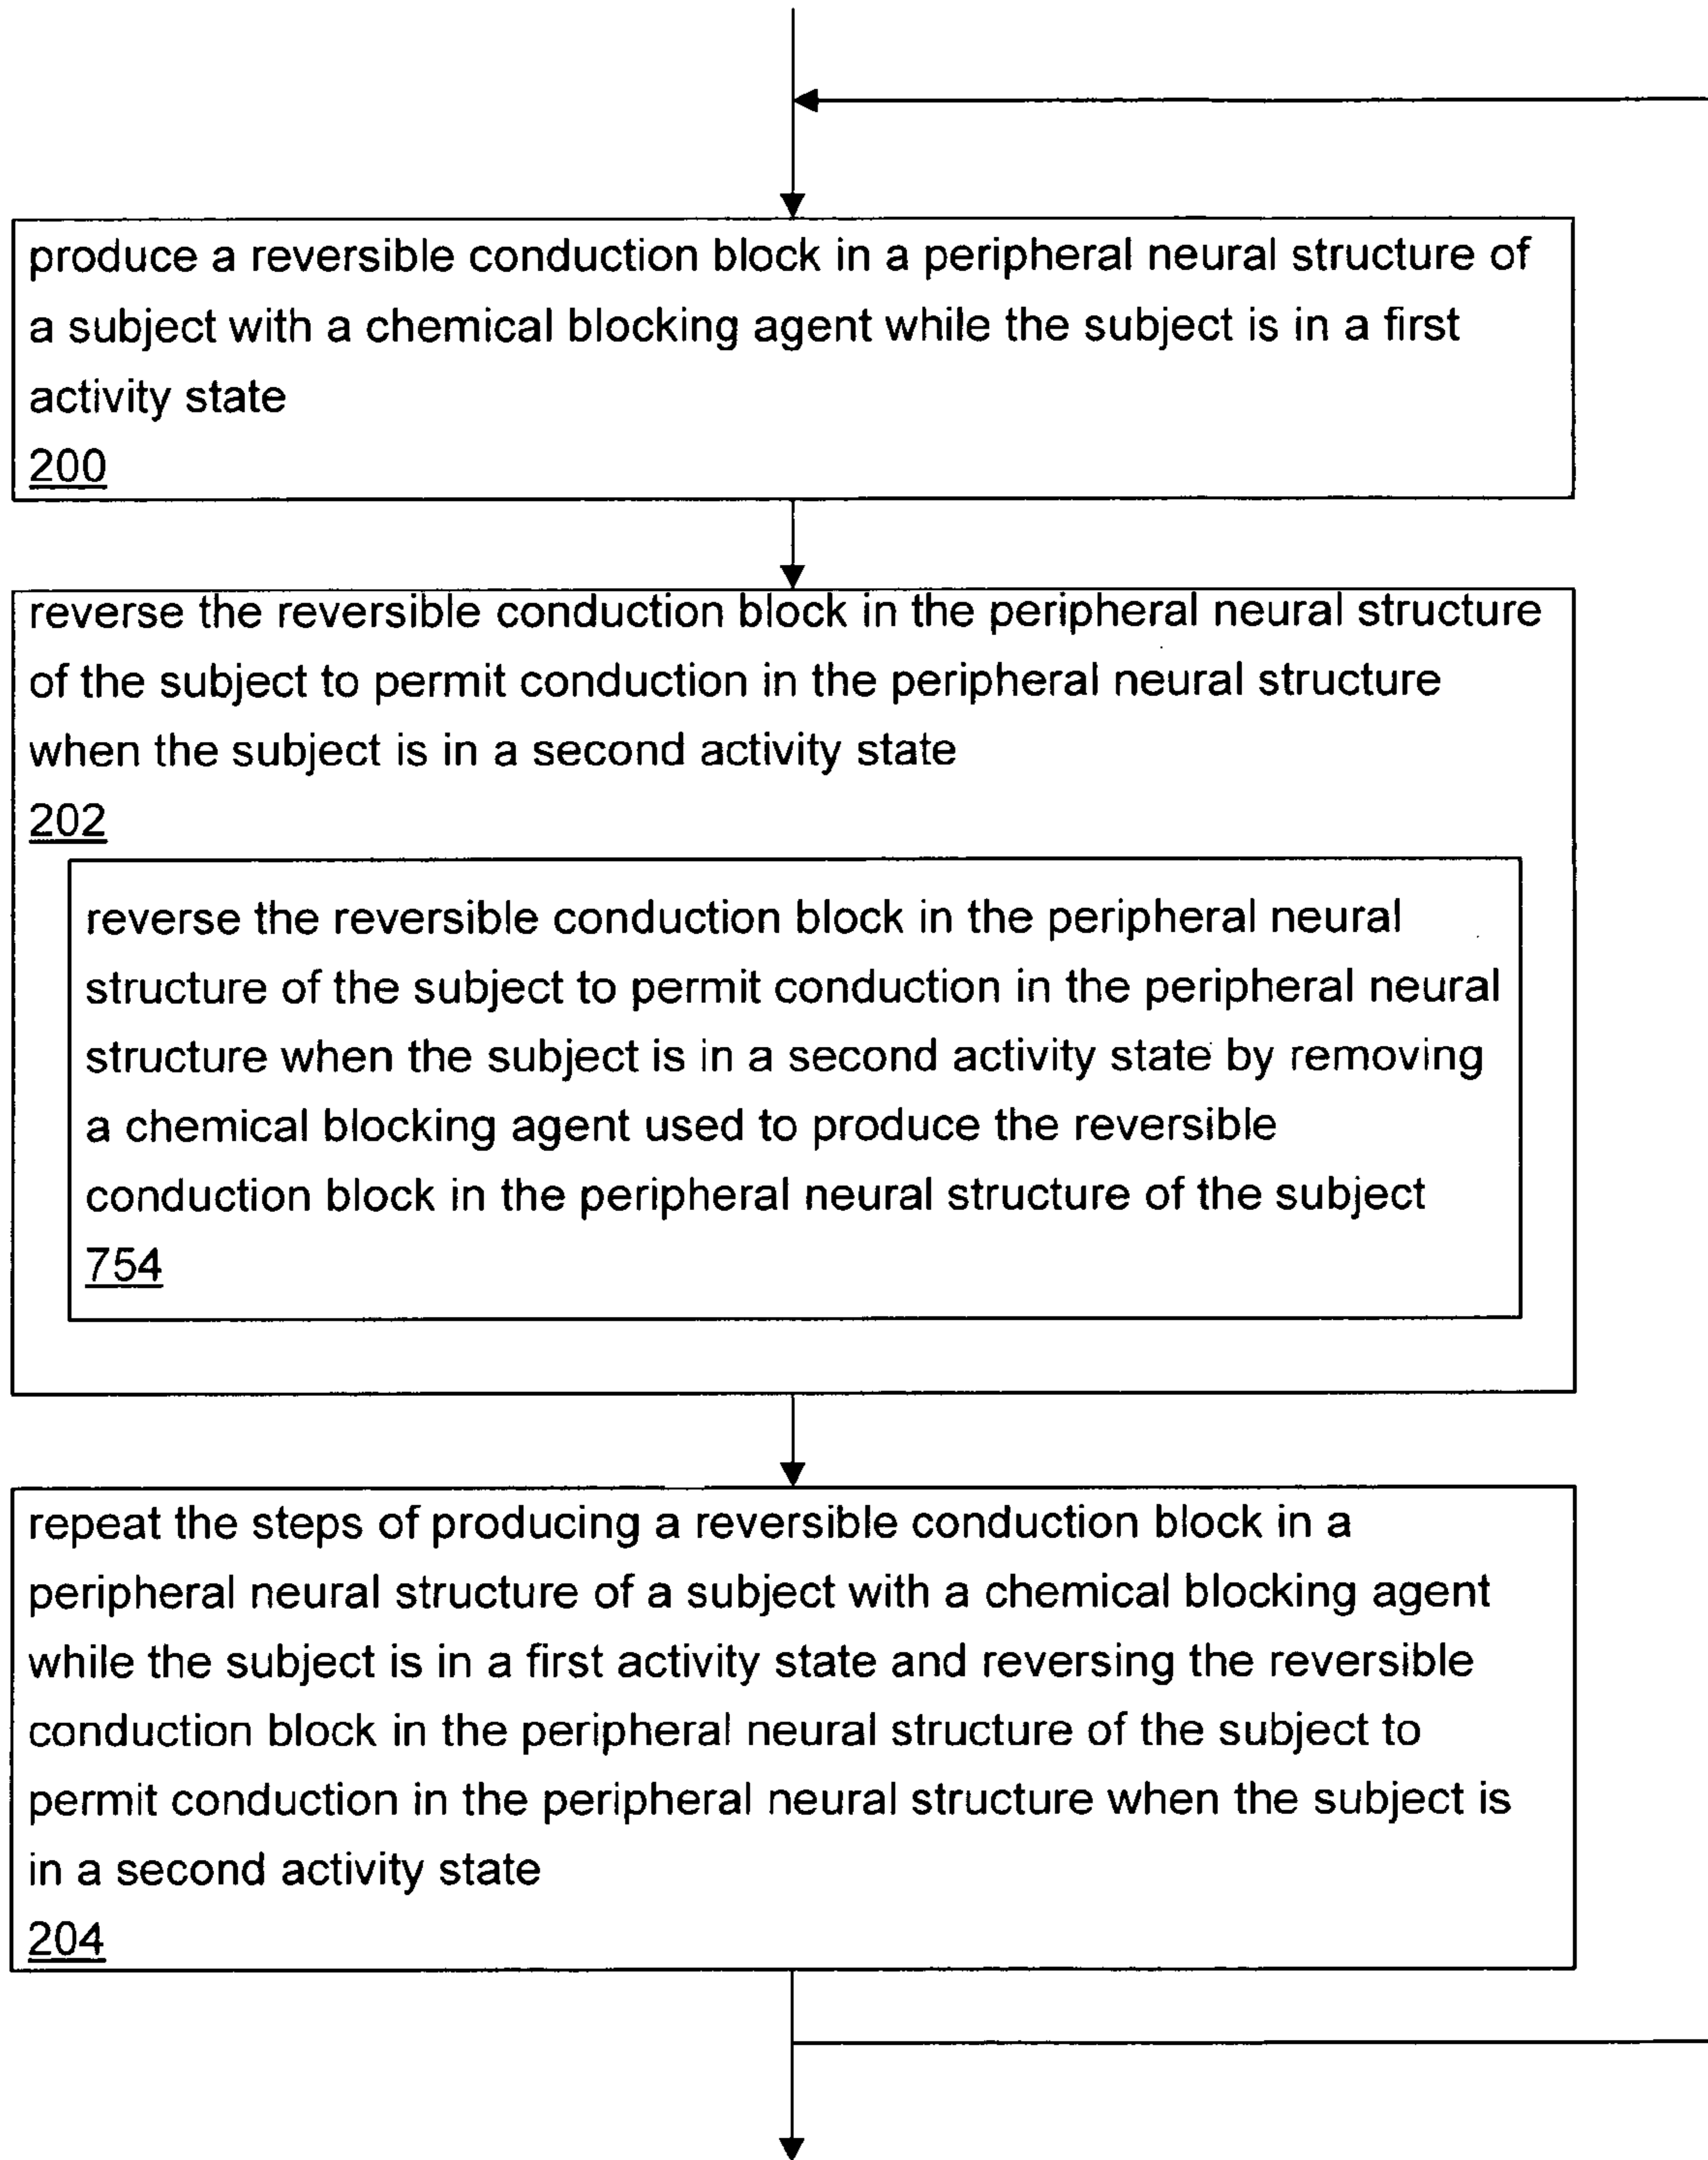 produce a reversible conduction block in a peripheral neural structure of
a subject with a chemical blocking agent while the subject is in a first
activity state
200
reverse the reversible conduction block in the peripheral neural structure
of the subject to permit conduction in the peripheral neural structure
when the subject is in a second activity state
202
reverse the reversible conduction block in the peripheral neural
structure of the subject to permit conduction in the peripheral neural
structure when the subject is in a second activity state by removing
a chemical blocking agent used to produce the reversible
conduction block in the peripheral neural structure of the subject
754
repeat the steps of producing a reversible conduction block in a
peripheral neural structure of a subject with a chemical blocking agent
while the subject is in a first activity state and reversing the reversible
conduction block in the peripheral neural structure of the subject to
permit conduction in the peripheral neural structure when the subject is
in a second activity state
204